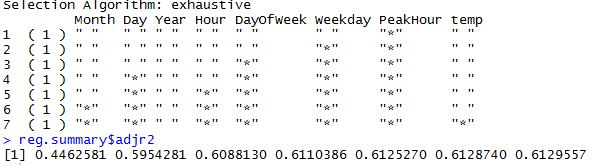 Selection Algorithm: exhaustive
         Month Day Year Hour DayOfWeek Weekday PeakHour temp
1  ( 1 ) " "   " " " "  " "  " "       " "     "*"      " "
2  ( 1 ) " "   " " " "  " "  " "       "*"     "*"      " "
3  ( 1 ) " "   " " " "  " "  "*"       "*"     "*"      " "
4  ( 1 ) " "   "*" " "  " "  "*"       "*"     "*"      " "
5  ( 1 ) " "   "*" " "  "*"  "*"       "*"     "*"      " "
6  ( 1 ) "*"   "*" " "  "*"  "*"       "*"     "*"      " "
7  ( 1 ) "*"   "*" " "  "*"  "*"       "*"     "*"      "*"
> reg.summary$adjr2
[1] 0.4462581 0.5954281 0.6088130 0.6110386 0.6125270 0.6128740 0.6129557